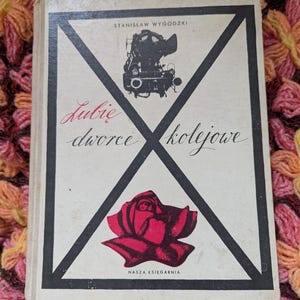 STANISŁAW WYGODZKI
Lubię
dworce kolejowe
NASZA KSIĘGARNIA